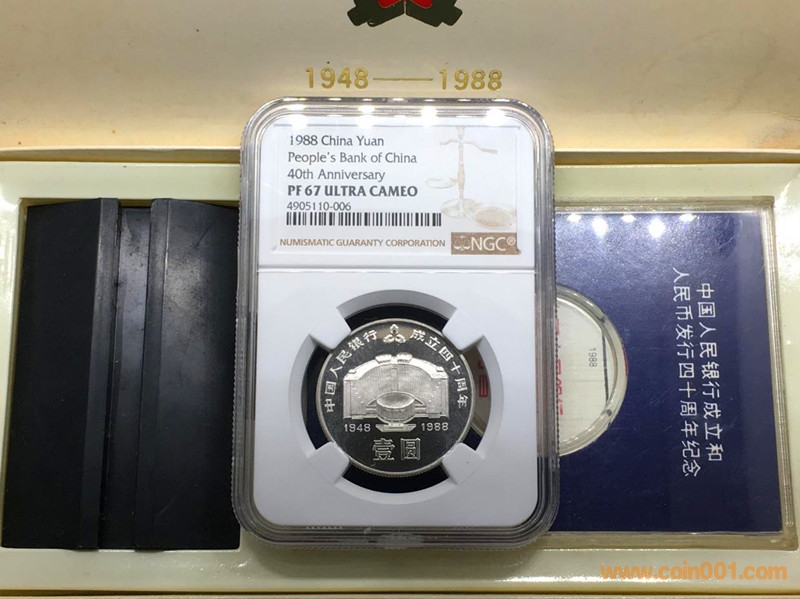 1948——1988
1988 China Yuan
People's Bank of China
40th Anniversary
PF 67 ULTRA CAMEO
4905110-006
NUMISMATIC GUARANTY CORPORATION
NGC®
中国人民银行 成立四十周年
1948 1988
壹圆
中国人民银行成立和
人民币发行四十周年纪念
1988
www.coin001.com